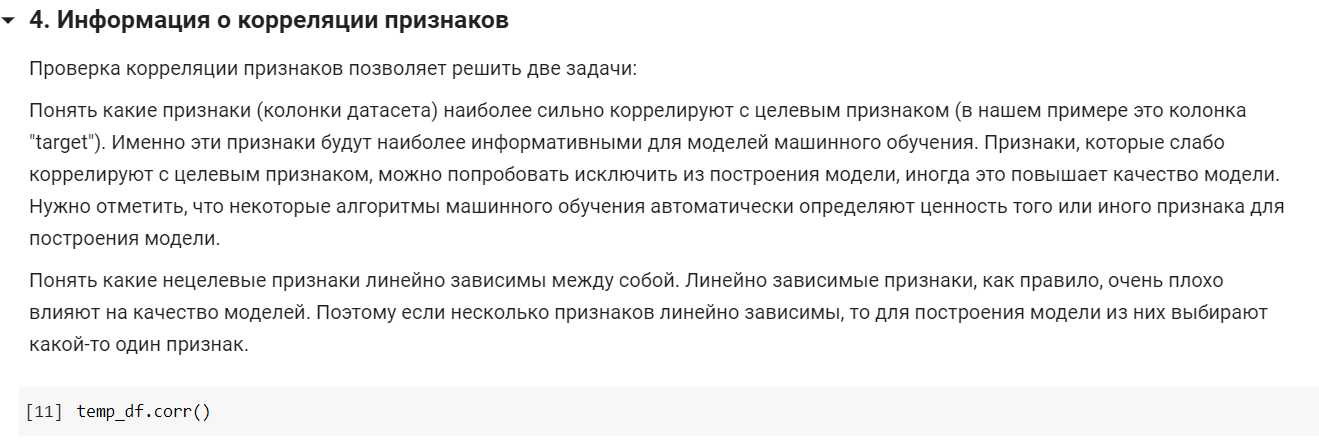 4. Информация о корреляции признаков
Проверка корреляции признаков позволяет решить две задачи:
Понять какие признаки (колонки датасета) наиболее сильно коррелируют с целевым признаком (в нашем примере это колонка
"target"). Именно эти признаки будут наиболее информативными для моделей машинного обучения. Признаки, которые слабо
коррелируют с целевым признаком, можно попробовать исключить из построения модели, иногда это повышает качество модели.
Нужно отметить, что некоторые алгоритмы машинного обучения автоматически определяют ценность того или иного признака для
построения модели.
Понять какие нецелевые признаки линейно зависимы между собой. Линейно зависимые признаки, как правило, очень плохо
влияют на качество моделей. Поэтому если несколько признаков линейно зависимы, то для построения модели из них выбирают
какой-то один признак.
[11] temp_df.corr()